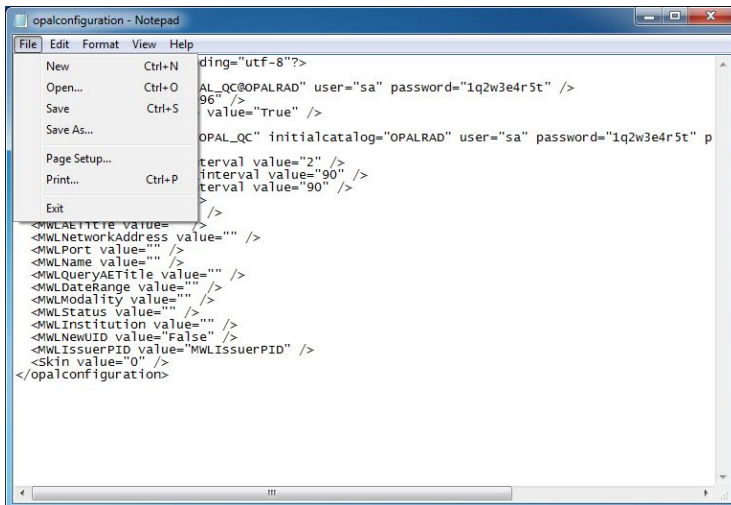 opalconfiguration - Notepad
File Edit Format View Help
New Ctrl+N
Open... Ctrl+O
Save Ctrl+S
Save As...
Page Setup...
Print... Ctrl+P
Exit
ding="utf-8"?>
AL_QC@OPALRAD" user="sa" password="1q2w3e4r5t" />
96" />
value="True" />
OPAL_QC" initialcatalog="OPALRAD" user="sa" password="1q2w3e4r5t" p
terval value="2" />
interval value="90" />
terval value="90" />
>
/>
<MWLAETitle value="" />
<MWLNetworkAddress value="" />
<MWLPort value="" />
<MWLName value="" />
<MWLQueryAETitle value="" />
<MWLDateRange value="" />
<MWLModality value="" />
<MWLStatus value="" />
<MWLInstitution value="" />
<MWLNewUID value="False" />
<MWLIssuerPID value="MWLIssuerPID" />
<Skin value="0" />
</opalconfiguration>